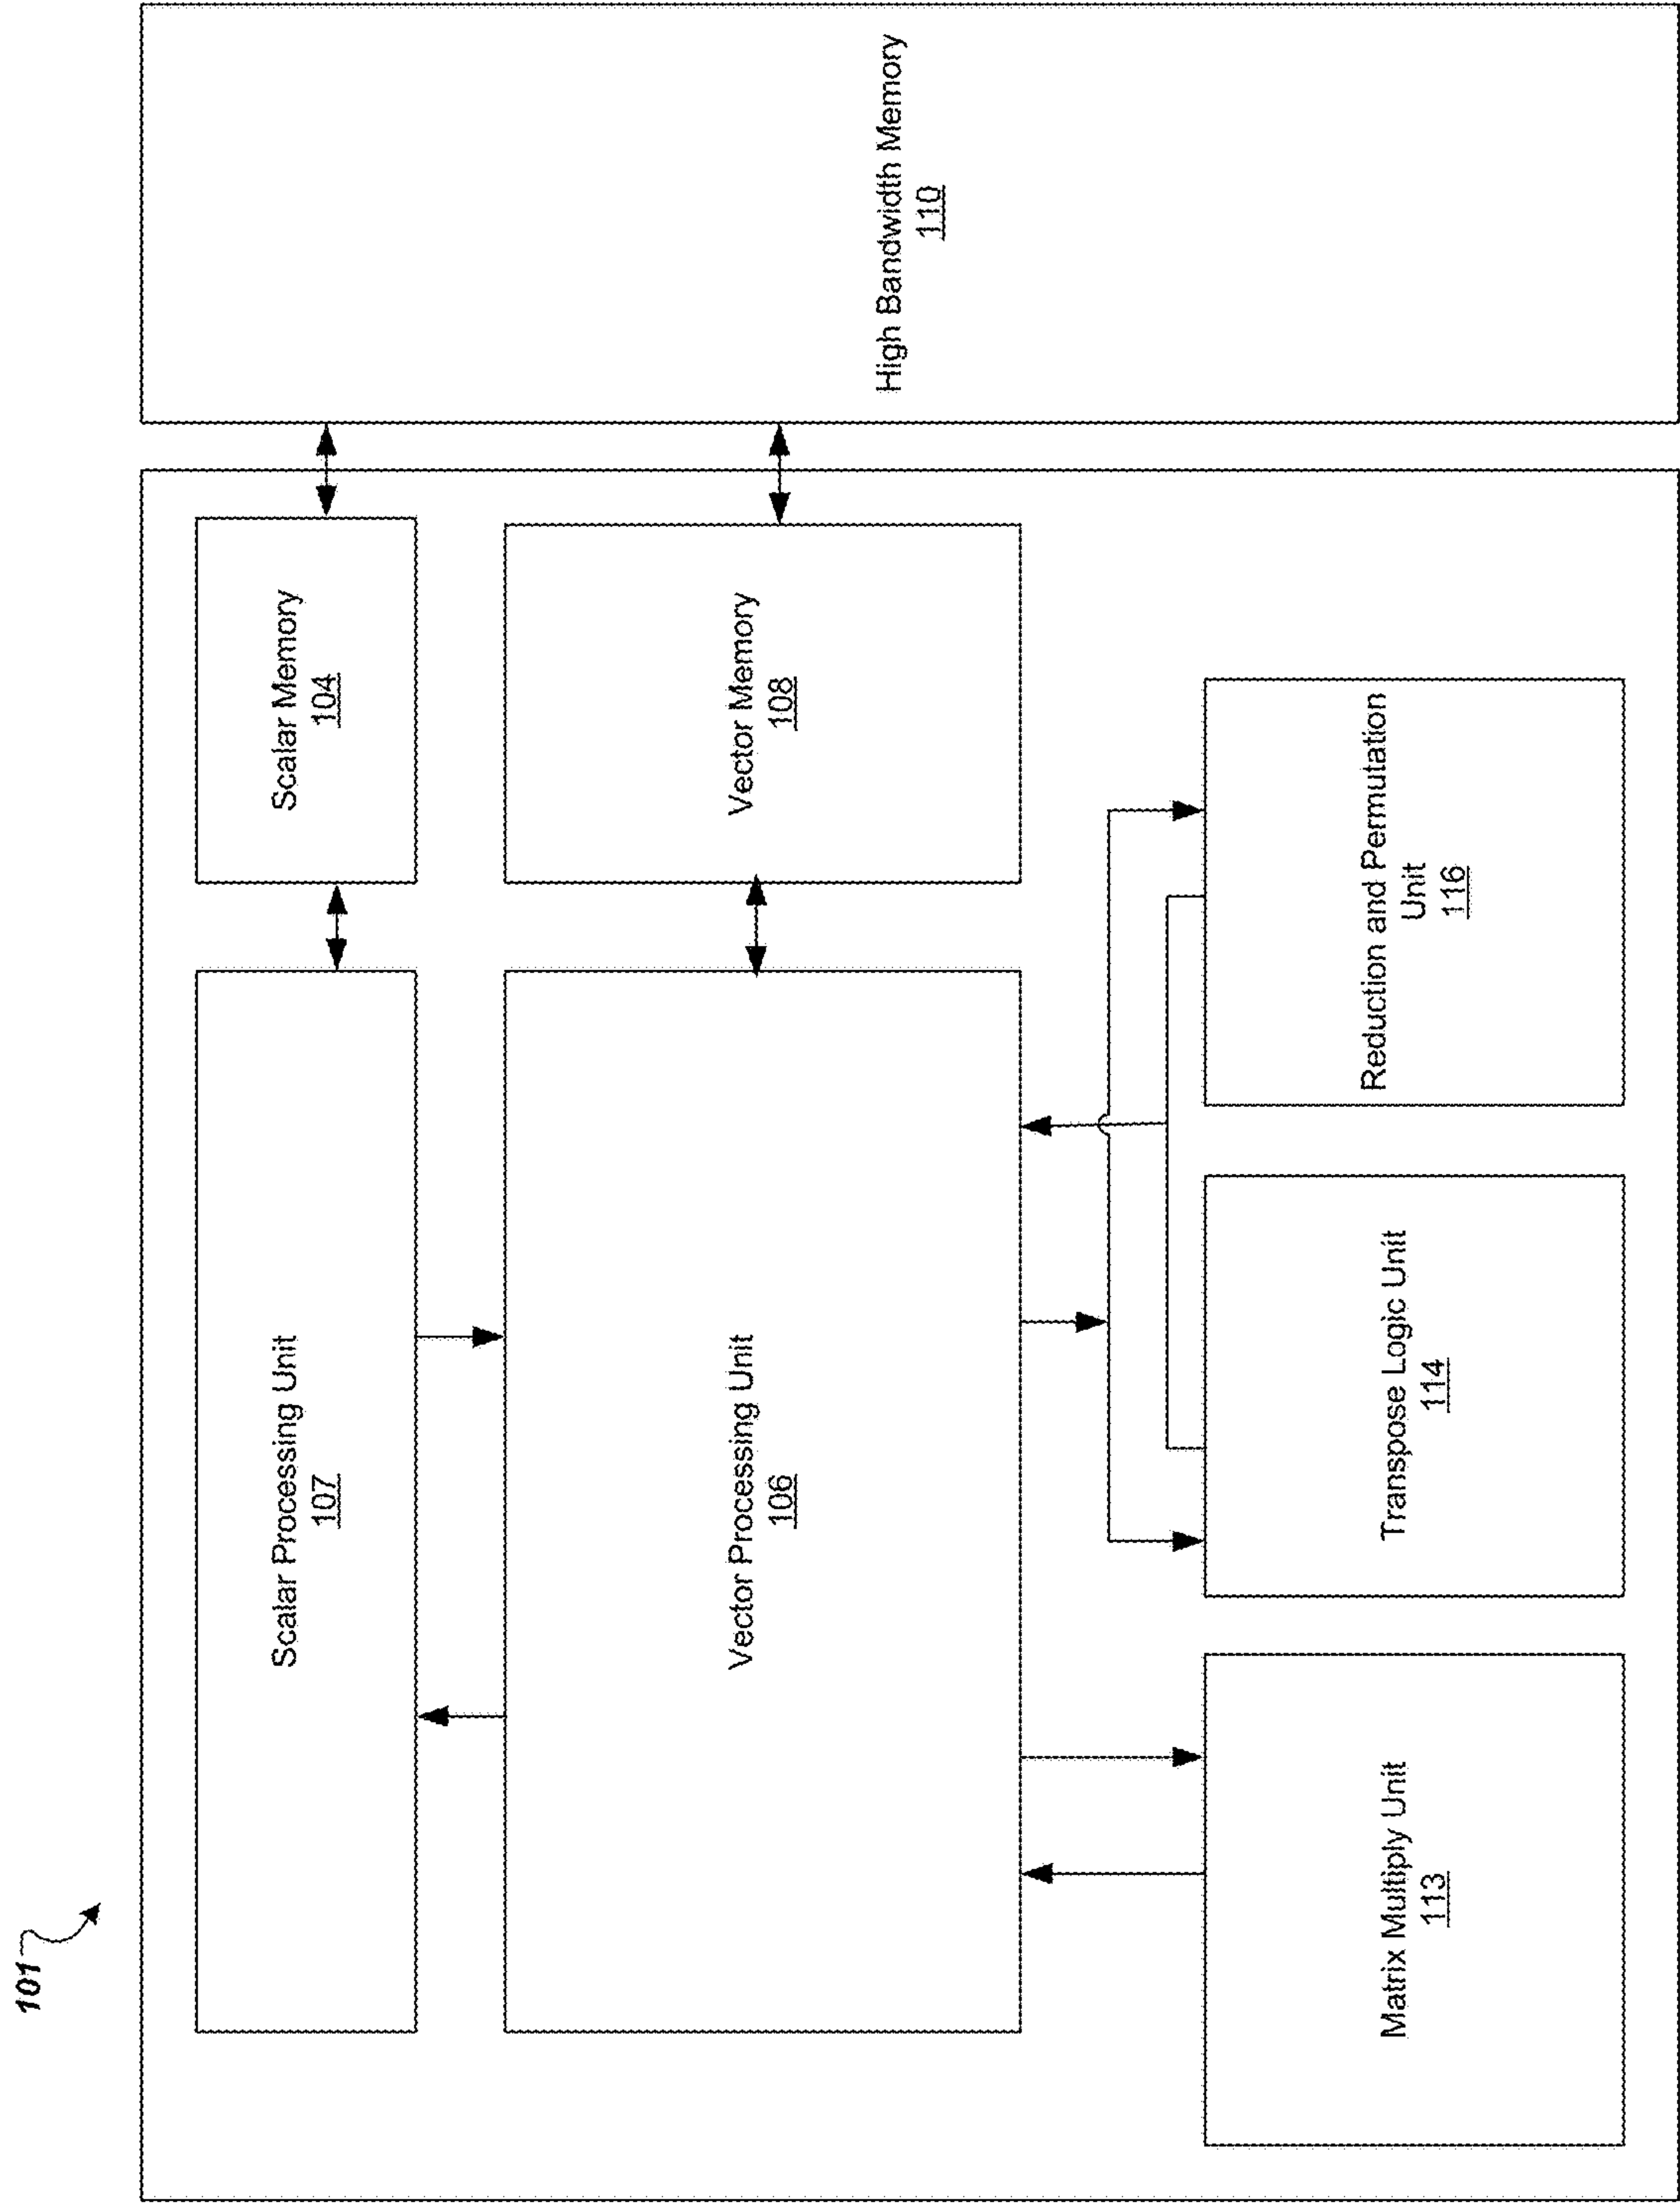 101
Scalar Processing Unit
107
Scalar Memory
104
Vector Processing Unit
106
Vector Memory
108
High Bandwidth Memory
110
Matrix Multiply Unit
113
Transpose Logic Unit
114
Reduction and Permutation
Unit
116